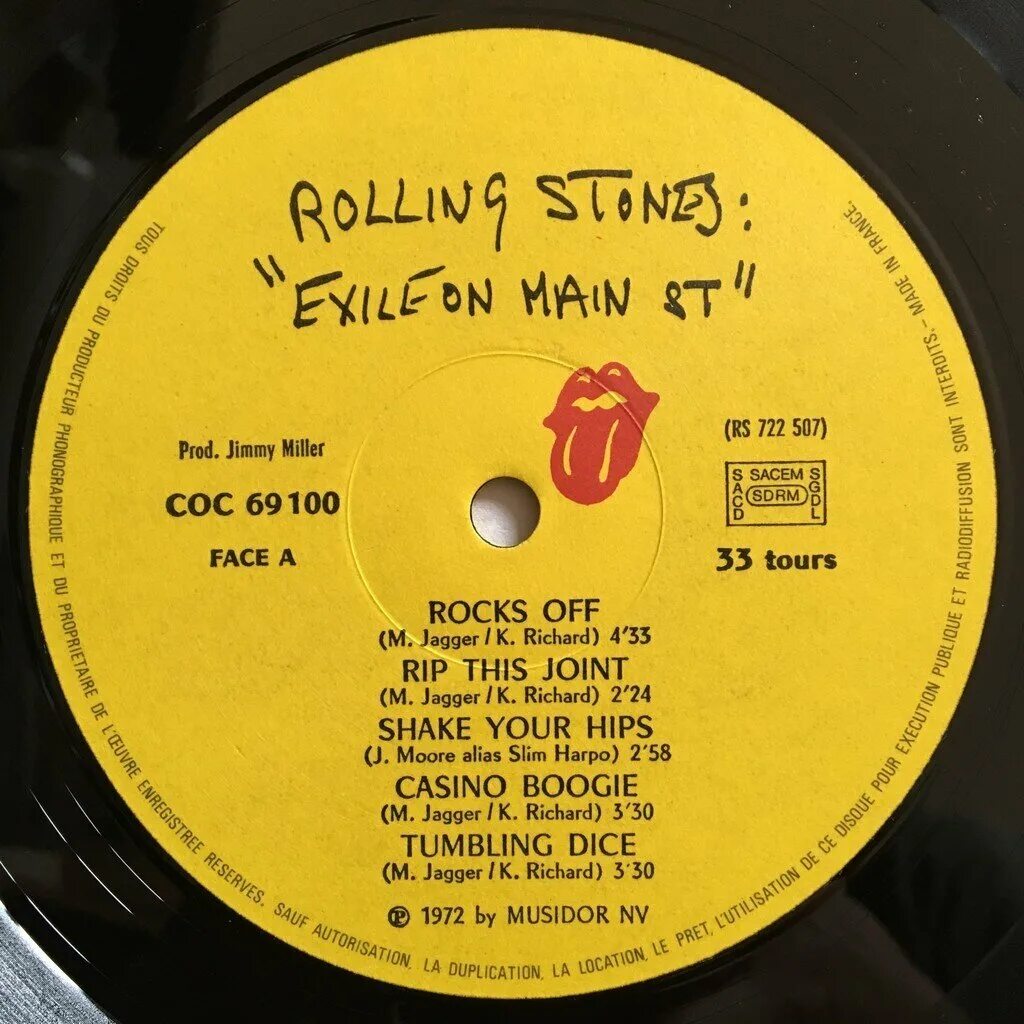 ROLLING STONES:
"EXILE ON MAIN ST"
Prod. Jimmy Miller
COC 69 100
FACE A
(RS 722 507)
SACD
SACEM
SDRM
SGDL
33 tours
ROCKS OFF
(M. Jagger / K. Richard) 4'33
RIP THIS JOINT
(M. Jagger / K. Richard) 2'24
SHAKE YOUR HIPS
(J. Moore alias Slim Harpo) 2'58
CASINO BOOGIE
(M. Jagger / K. Richard) 3'30
TUMBLING DICE
(M. Jagger / K. Richard) 3'30
℗ 1972 by MUSIDOR NV
TOUS DROITS DU PRODUCTEUR PHONOGRAPHIQUE ET DU PROPRIETAIRE DE L'ŒUVRE ENREGISTREE RESERVES. SAUF AUTORISATION, LA DUPLICATION, LA LOCATION, LE PRET, L'UTILISATION DE CE DISQUE POUR EXECUTION PUBLIQUE ET RADIODIFFUSION SONT INTERDITS. - MADE IN FRANCE.